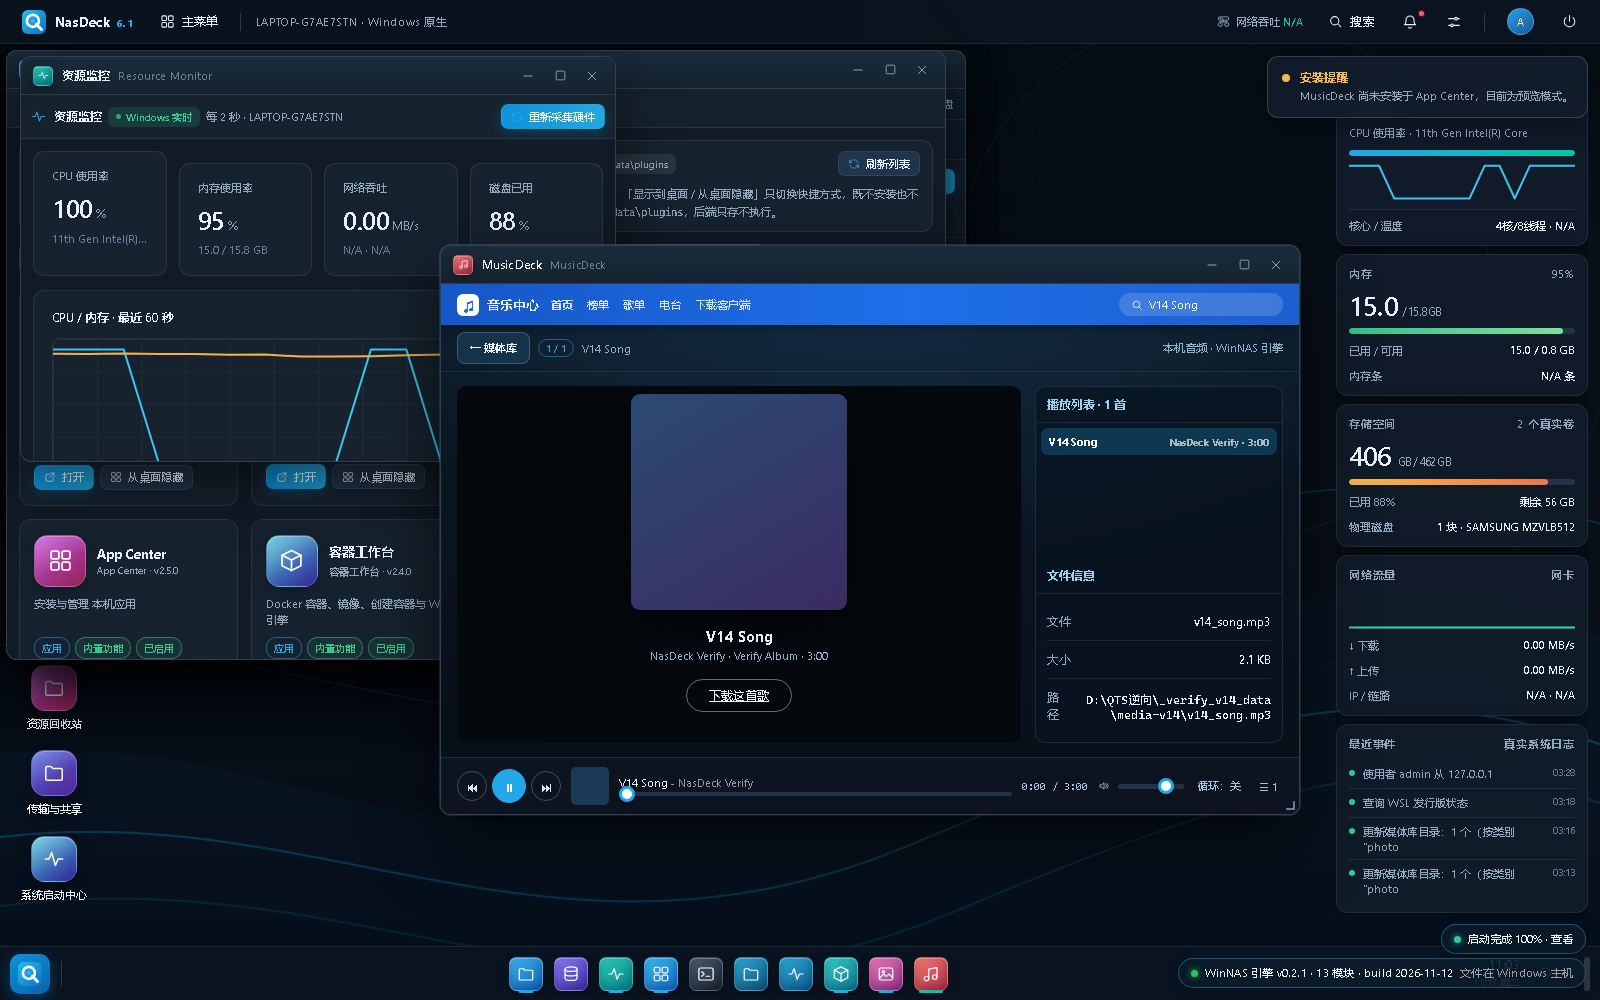 NasDeck 6.1 主菜单 LAPTOP-G7AE7STN · Windows 原生 网络吞吐 N/A 搜索 A
资源监控 Resource Monitor
资源监控 Windows 实时 每 2 秒 · LAPTOP-G7AE7STN 重新采集硬件
CPU 使用率
100 %
11th Gen Intel(R)...
内存使用率
95 %
15.0 / 15.8 GB
网络吞吐
0.00 MB/s
N/A · N/A
磁盘已用
88 %
CPU / 内存 · 最近 60 秒
盘
ata\plugins 刷新列表
「显示到桌面 / 从桌面隐藏」只切换快捷方式，既不安装也不
data\plugins，后端只存不执行。
打开 从桌面隐藏
打开 从桌面隐藏
App Center
App Center · v2.5.0
安装与管理 本机应用
应用 内置功能 已启用
容器工作台
容器工作台 · v2.4.0
Docker 容器、镜像、创建容器与 W
引擎
应用 内置功能 已启用
资源回收站
传输与共享
系统启动中心
MusicDeck MusicDeck
音乐中心 首页 榜单 歌单 电台 下载客户端 V14 Song
← 媒体库 1 / 1 V14 Song 本机音频 · WinNAS 引擎
V14 Song
NasDeck Verify · Verify Album · 3:00
下载这首歌
播放列表 · 1 首
V14 Song NasDeck Verify · 3:00
文件信息
文件 v14_song.mp3
大小 2.1 KB
路径 D:\QTS逆向\_verify_v14_data
\media-v14\v14_song.mp3
V14 Song - NasDeck Verify 0:00 / 3:00 循环: 关 1
安装提醒
MusicDeck 尚未安装于 App Center，目前为预览模式。
CPU 使用率 · 11th Gen Intel(R) Core
核心 / 温度 4核/8线程 · N/A
内存 95%
15.0 / 15.8GB
已用 / 可用 15.0 / 0.8 GB
内存条 N/A 条
存储空间 2 个真实卷
406 GB / 462GB
已用 88% 剩余 56 GB
物理磁盘 1 块 · SAMSUNG MZVLB512
网络流量 网卡
↓ 下载 0.00 MB/s
↑ 上传 0.00 MB/s
IP / 链路 N/A · N/A
最近事件 真实系统日志
使用者 admin 从 127.0.0.1 03:28
查询 WSL 发行版状态 03:18
更新媒体库目录：1 个（按类别 03:16
"photo
更新媒体库目录：1 个（按类别 03:13
"photo
启动完成 100% · 查看
WinNAS 引擎 v0.2.1 · 13 模块 · build 2026-11-12 文件在 Windows 主机